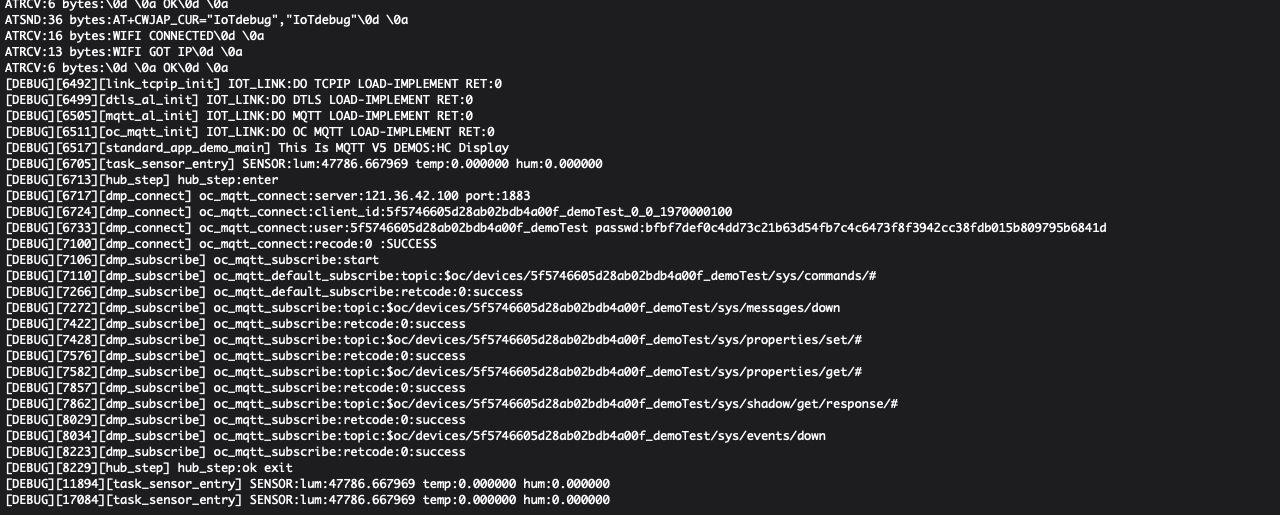 ATRCV:6 bytes:\0d \0a OK\0d \0a
ATSND:36 bytes:AT+CWJAP_CUR="IoTdebug","IoTdebug"\0d \0a
ATRCV:16 bytes:WIFI CONNECTED\0d \0a
ATRCV:13 bytes:WIFI GOT IP\0d \0a
ATRCV:6 bytes:\0d \0a OK\0d \0a
[DEBUG][6492][link_tcpip_init] IOT_LINK:DO TCPIP LOAD-IMPLEMENT RET:0
[DEBUG][6499][dtls_al_init] IOT_LINK:DO DTLS LOAD-IMPLEMENT RET:0
[DEBUG][6505][mqtt_al_init] IOT_LINK:DO MQTT LOAD-IMPLEMENT RET:0
[DEBUG][6511][oc_mqtt_init] IOT_LINK:DO OC MQTT LOAD-IMPLEMENT RET:0
[DEBUG][6517][standard_app_demo_main] This Is MQTT V5 DEMOS:HC Display
[DEBUG][6705][task_sensor_entry] SENSOR:lum:47786.667969 temp:0.000000 hum:0.000000
[DEBUG][6713][hub_step] hub_step:enter
[DEBUG][6717][dmp_connect] oc_mqtt_connect:server:121.36.42.100 port:1883
[DEBUG][6724][dmp_connect] oc_mqtt_connect:client_id:5f5746605d28ab02bdb4a00f_demoTest_0_0_1970000100
[DEBUG][6733][dmp_connect] oc_mqtt_connect:user:5f5746605d28ab02bdb4a00f_demoTest passwd:bfbf7def0c4dd73c21b63d54fb7c4c6473f8f3942cc38fdb015b809795b6841d
[DEBUG][7100][dmp_connect] oc_mqtt_connect:recode:0 :SUCCESS
[DEBUG][7106][dmp_subscribe] oc_mqtt_subscribe:start
[DEBUG][7110][dmp_subscribe] oc_mqtt_default_subscribe:topic:$oc/devices/5f5746605d28ab02bdb4a00f_demoTest/sys/commands/#
[DEBUG][7266][dmp_subscribe] oc_mqtt_default_subscribe:retcode:0:success
[DEBUG][7272][dmp_subscribe] oc_mqtt_subscribe:topic:$oc/devices/5f5746605d28ab02bdb4a00f_demoTest/sys/messages/down
[DEBUG][7422][dmp_subscribe] oc_mqtt_subscribe:retcode:0:success
[DEBUG][7428][dmp_subscribe] oc_mqtt_subscribe:topic:$oc/devices/5f5746605d28ab02bdb4a00f_demoTest/sys/properties/set/#
[DEBUG][7576][dmp_subscribe] oc_mqtt_subscribe:retcode:0:success
[DEBUG][7582][dmp_subscribe] oc_mqtt_subscribe:topic:$oc/devices/5f5746605d28ab02bdb4a00f_demoTest/sys/properties/get/#
[DEBUG][7857][dmp_subscribe] oc_mqtt_subscribe:retcode:0:success
[DEBUG][7862][dmp_subscribe] oc_mqtt_subscribe:topic:$oc/devices/5f5746605d28ab02bdb4a00f_demoTest/sys/shadow/get/response/#
[DEBUG][8029][dmp_subscribe] oc_mqtt_subscribe:retcode:0:success
[DEBUG][8034][dmp_subscribe] oc_mqtt_subscribe:topic:$oc/devices/5f5746605d28ab02bdb4a00f_demoTest/sys/events/down
[DEBUG][8223][dmp_subscribe] oc_mqtt_subscribe:retcode:0:success
[DEBUG][8229][hub_step] hub_step:ok exit
[DEBUG][11894][task_sensor_entry] SENSOR:lum:47786.667969 temp:0.000000 hum:0.000000
[DEBUG][17084][task_sensor_entry] SENSOR:lum:47786.667969 temp:0.000000 hum:0.000000